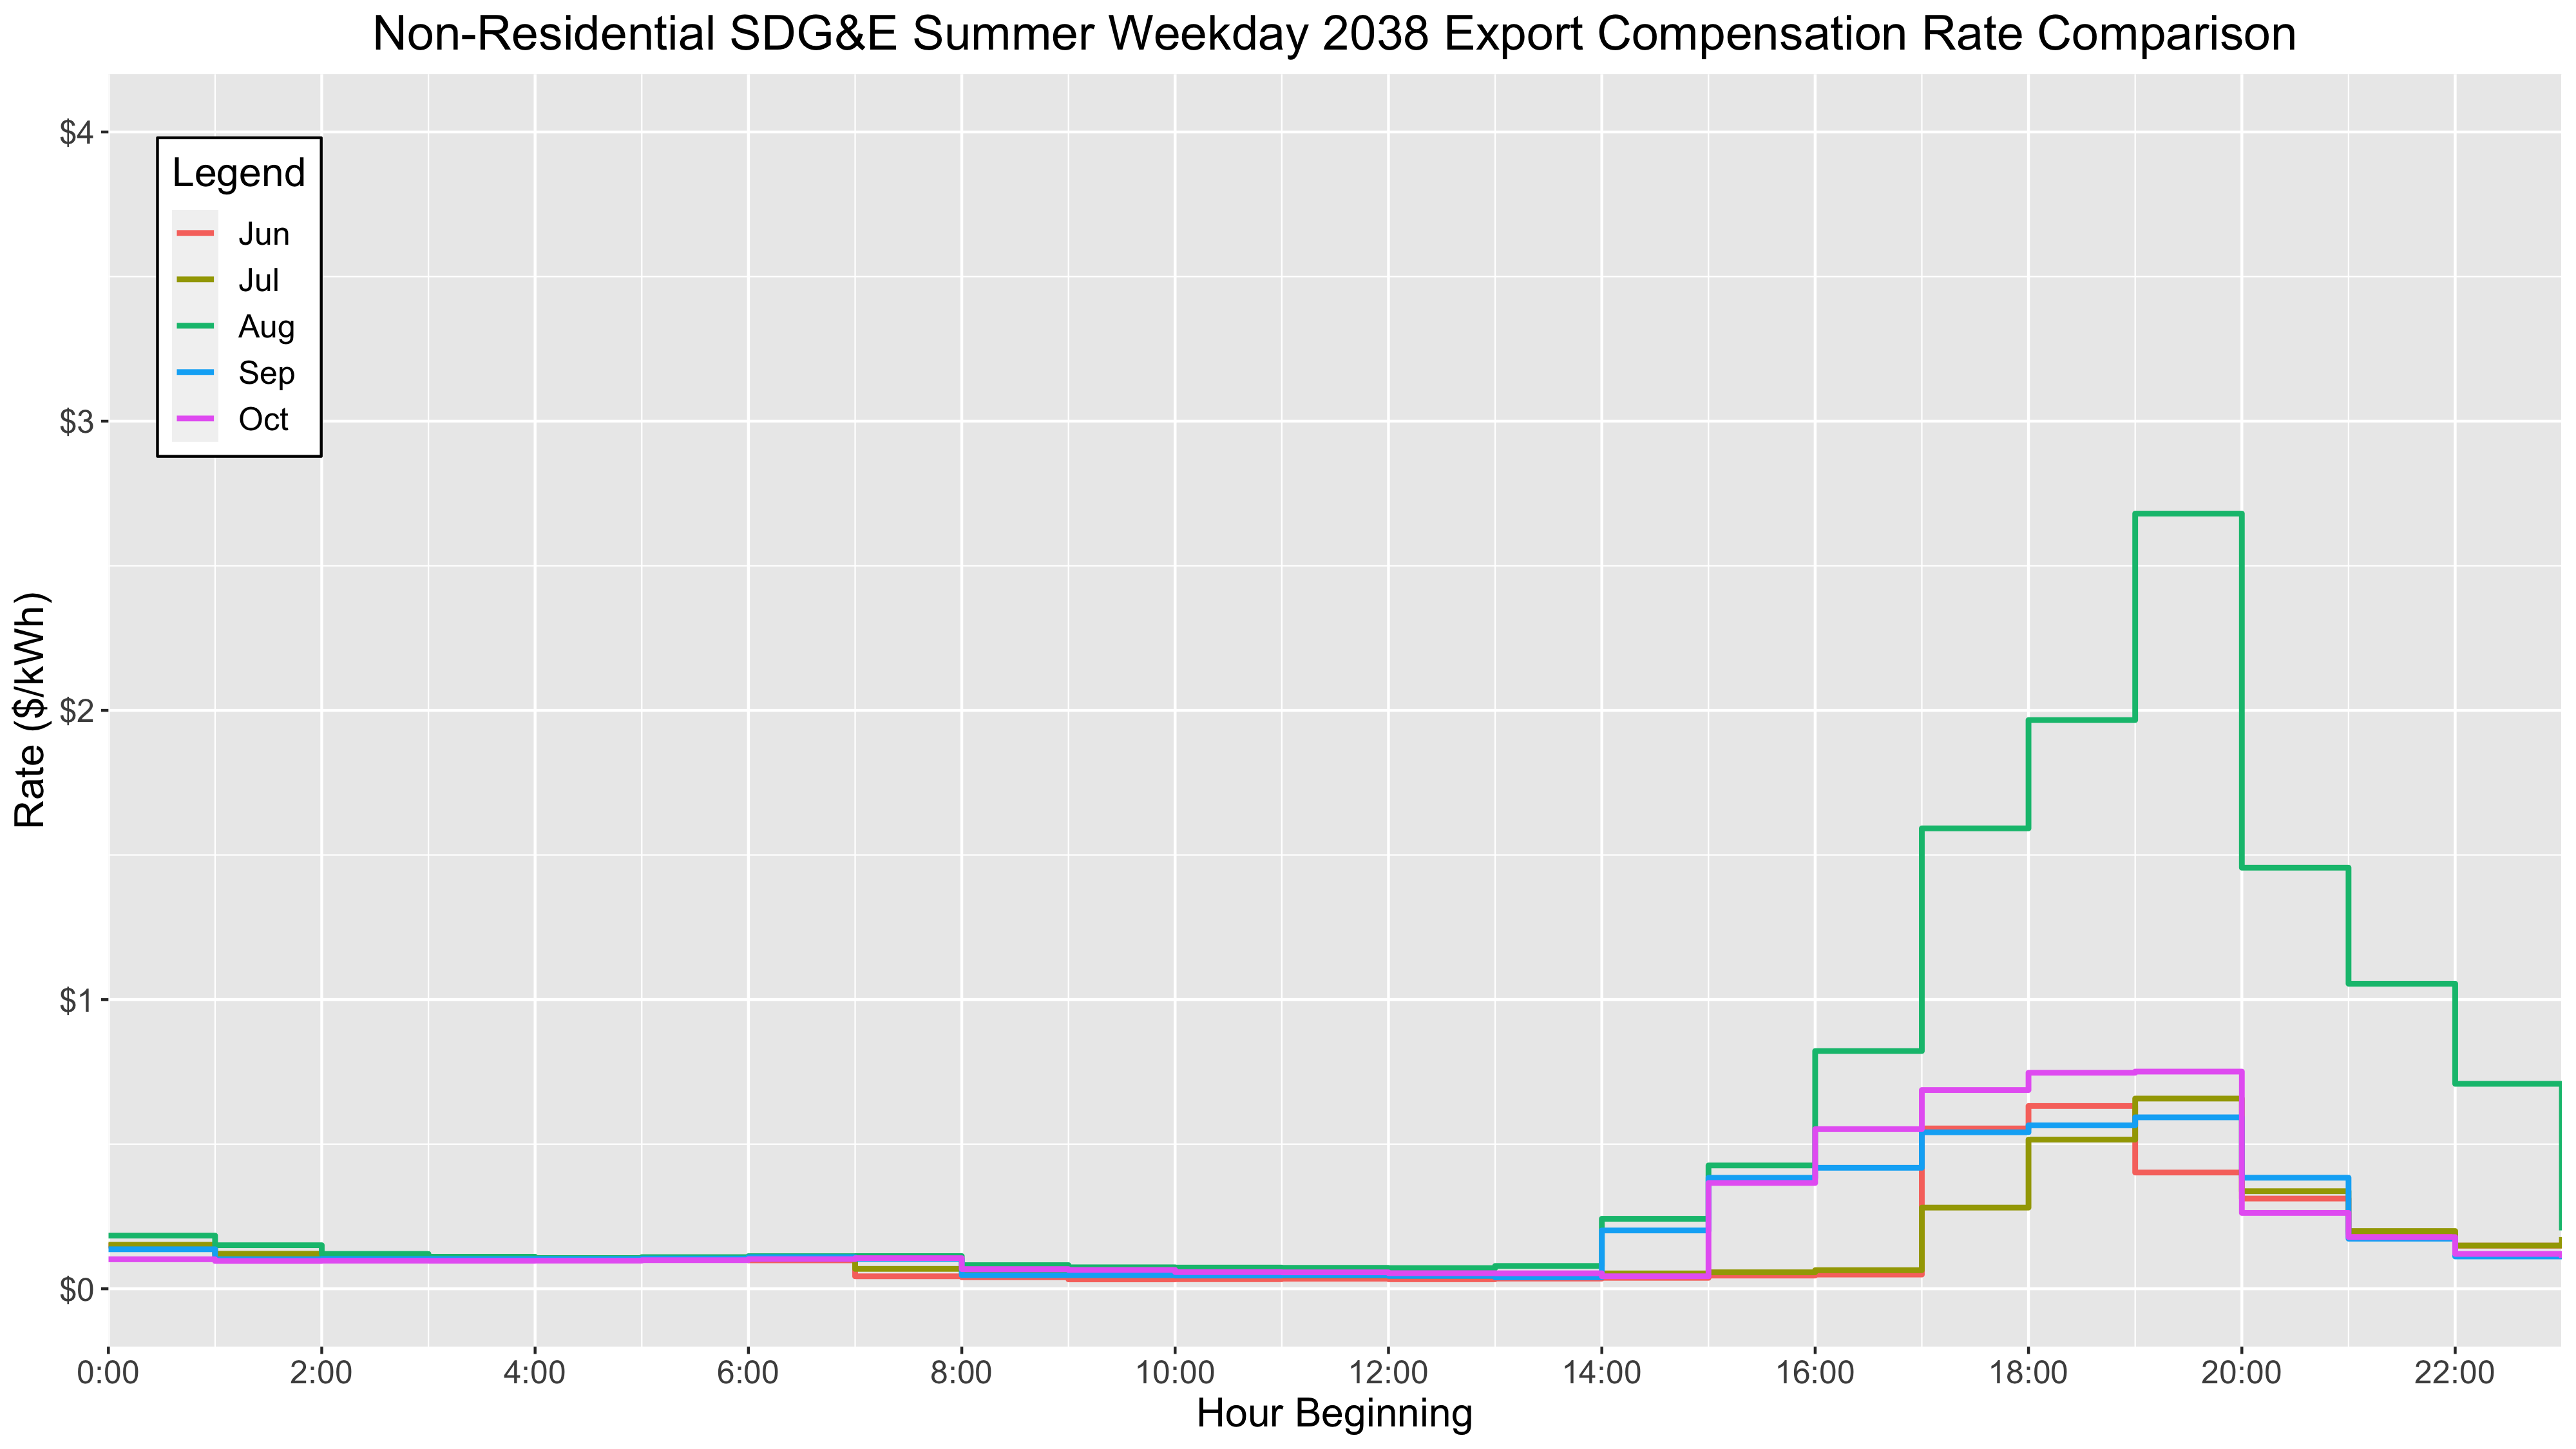 Non-Residential SDG&E Summer Weekday 2038 Export Compensation Rate Comparison
$4
Legend
Jun
Jul
Aug
Sep
Oct
$3
Rate ($/kWh)
$2
$1
$0
0:00 2:00 4:00 6:00 8:00 10:00 12:00 14:00 16:00 18:00 20:00 22:00
Hour Beginning